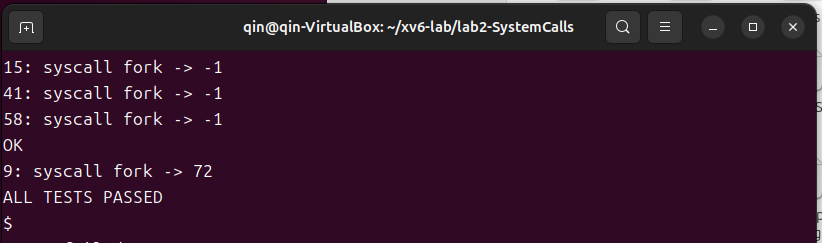 qin@qin-VirtualBox: ~/xv6-lab/lab2-SystemCalls
15: syscall fork -> -1
41: syscall fork -> -1
58: syscall fork -> -1
OK
9: syscall fork -> 72
ALL TESTS PASSED
$